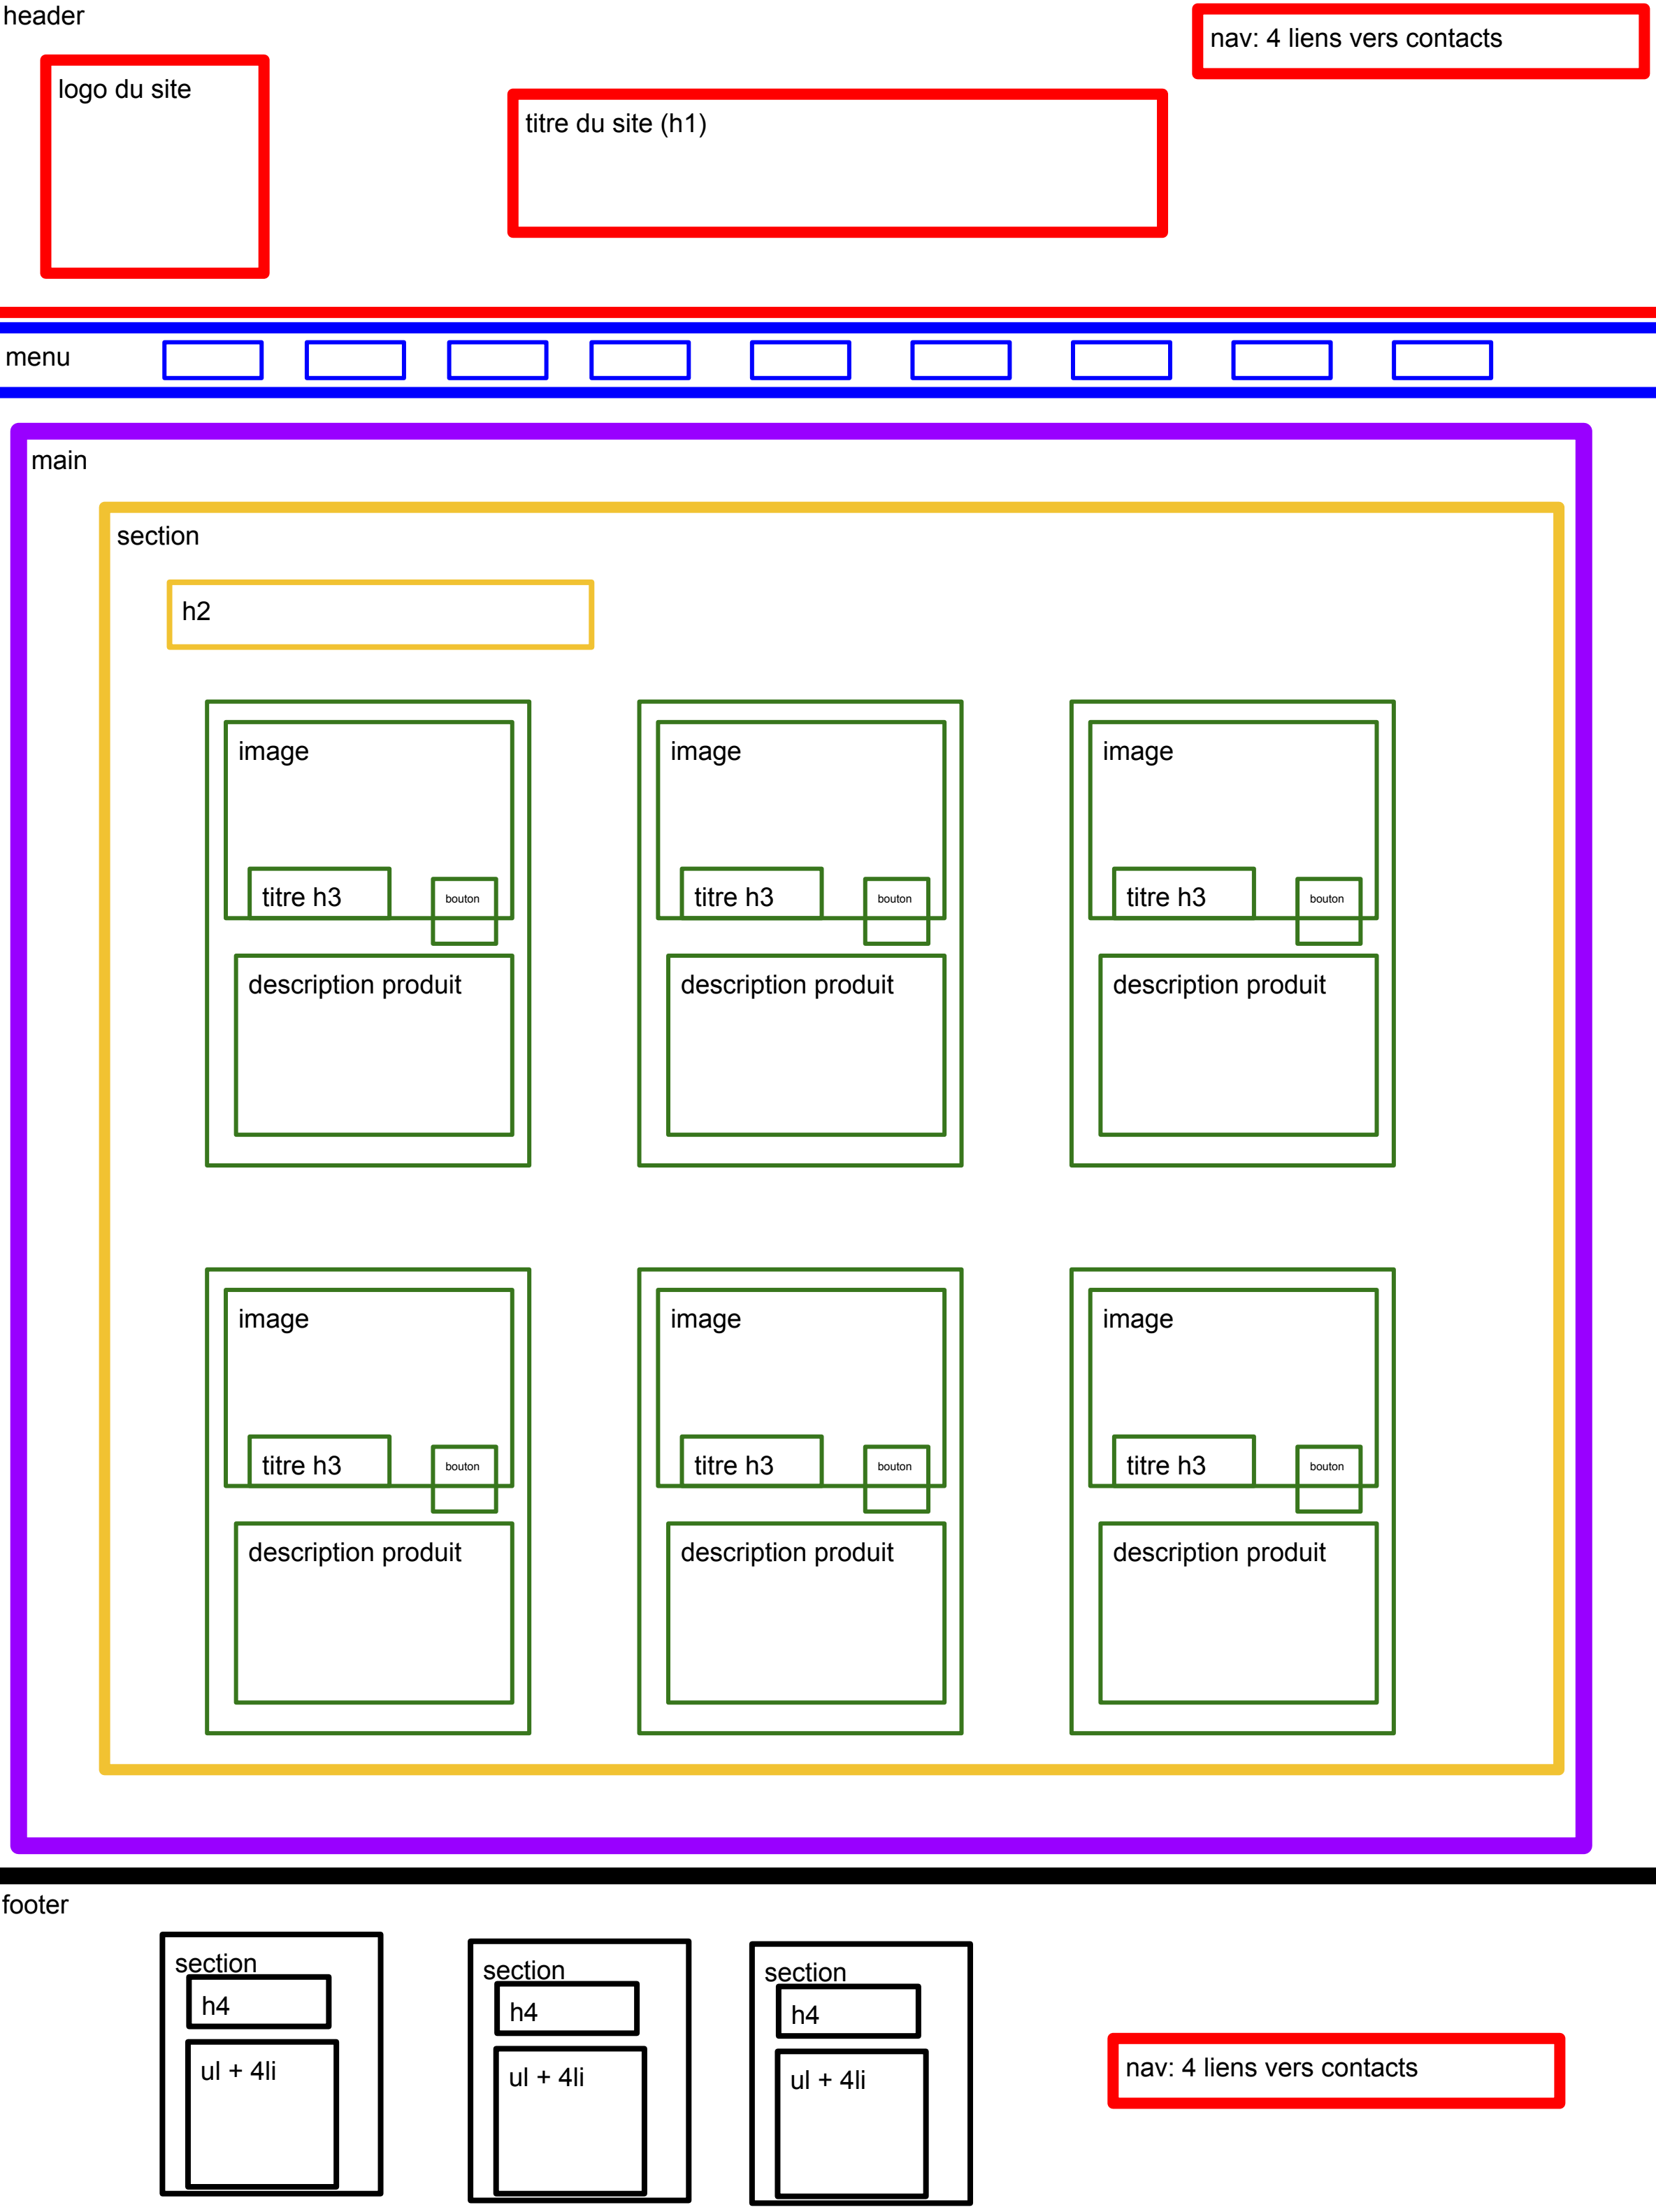 header
nav: 4 liens vers contacts
logo du site
titre du site (h1)
menu
main
section
h2
image
image
image
titre h3
bouton
titre h3
bouton
titre h3
bouton
description produit
description produit
description produit
image
image
image
titre h3
bouton
titre h3
bouton
titre h3
bouton
description produit
description produit
description produit
footer
section
h4
ul + 4li
section
h4
ul + 4li
section
h4
ul + 4li
nav: 4 liens vers contacts